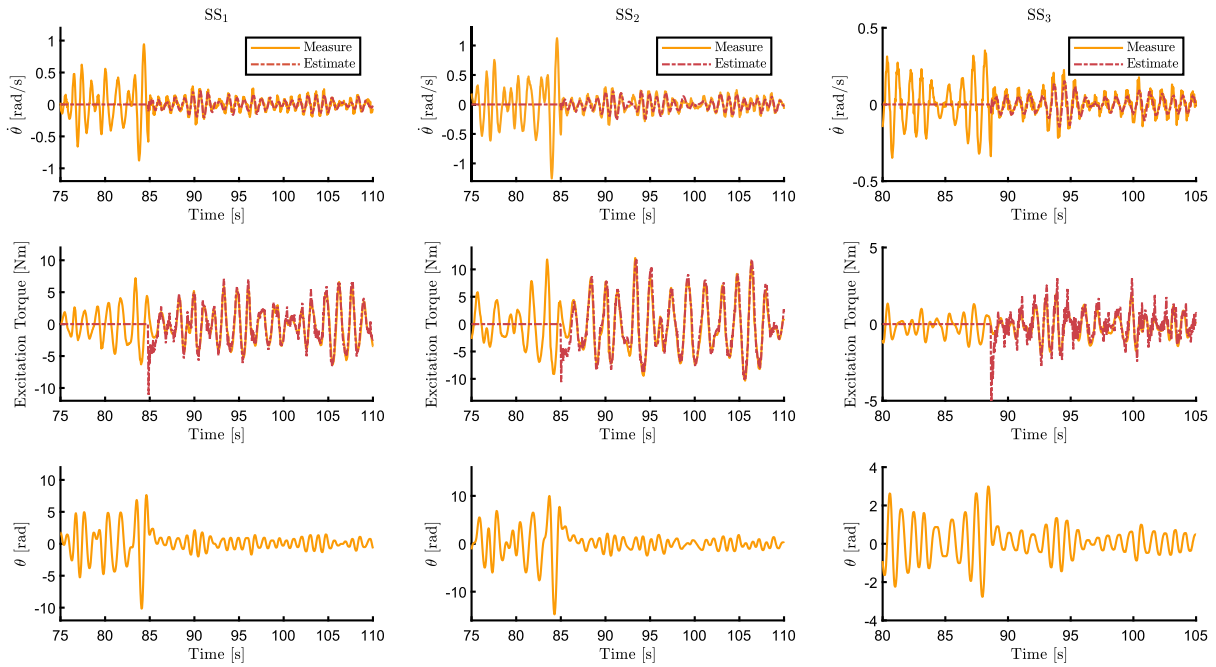 SS₁ SS₂ SS₃
1 0.5 0 -0.5 -1
θ̇ [rad/s]
Measure
Estimate
75 80 85 90 95 100 105 110
Time [s]
1 0.5 0 -0.5 -1
θ̇ [rad/s]
Measure
Estimate
75 80 85 90 95 100 105 110
Time [s]
0.5 0 -0.5
θ̇ [rad/s]
Measure
Estimate
80 85 90 95 100 105
Time [s]
10 5 0 -5 -10
Excitation Torque [Nm]
75 80 85 90 95 100 105 110
Time [s]
10 5 0 -5 -10
Excitation Torque [Nm]
75 80 85 90 95 100 105 110
Time [s]
5 0 -5
Excitation Torque [Nm]
80 85 90 95 100 105
Time [s]
10 5 0 -5 -10
θ [rad]
75 80 85 90 95 100 105 110
Time [s]
10 0 -10
θ [rad]
75 80 85 90 95 100 105 110
Time [s]
4 2 0 -2 -4
θ [rad]
80 85 90 95 100 105
Time [s]